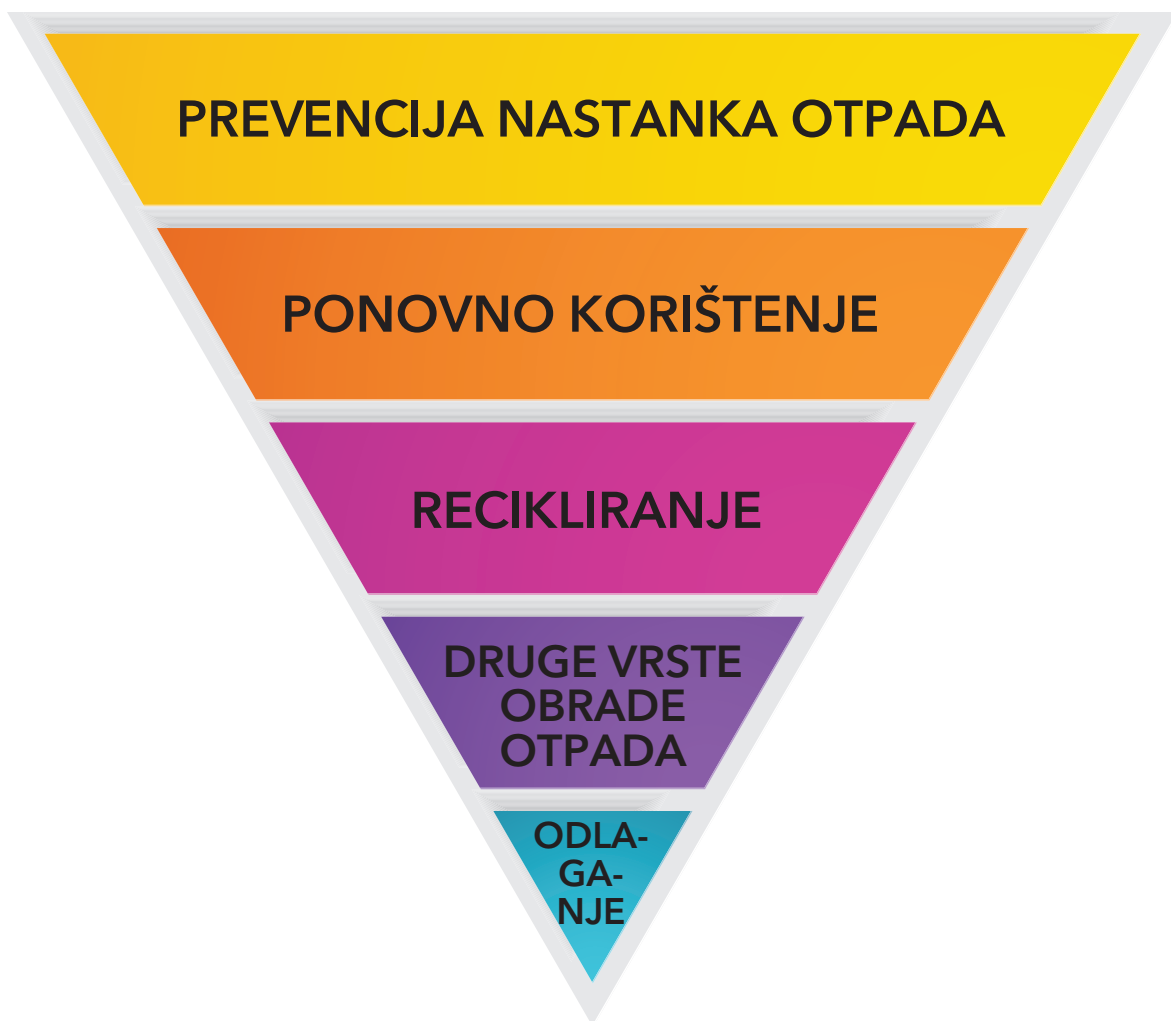 PREVENCIJA NASTANKA OTPADA
PONOVNO KORIŠTENJE
RECIKLIRANJE
DRUGE VRSTE
OBRADE
OTPADA
ODLA-
GA-
NJE